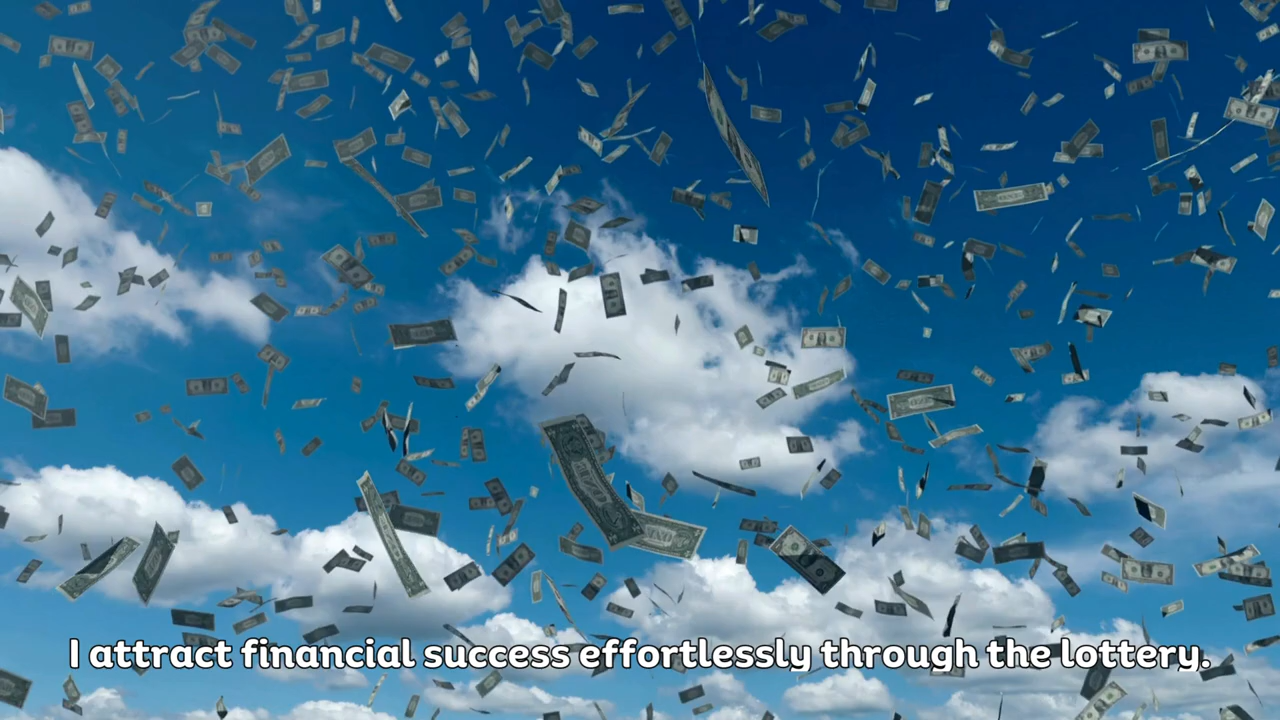 I attract financial success effortlessly through the lottery.